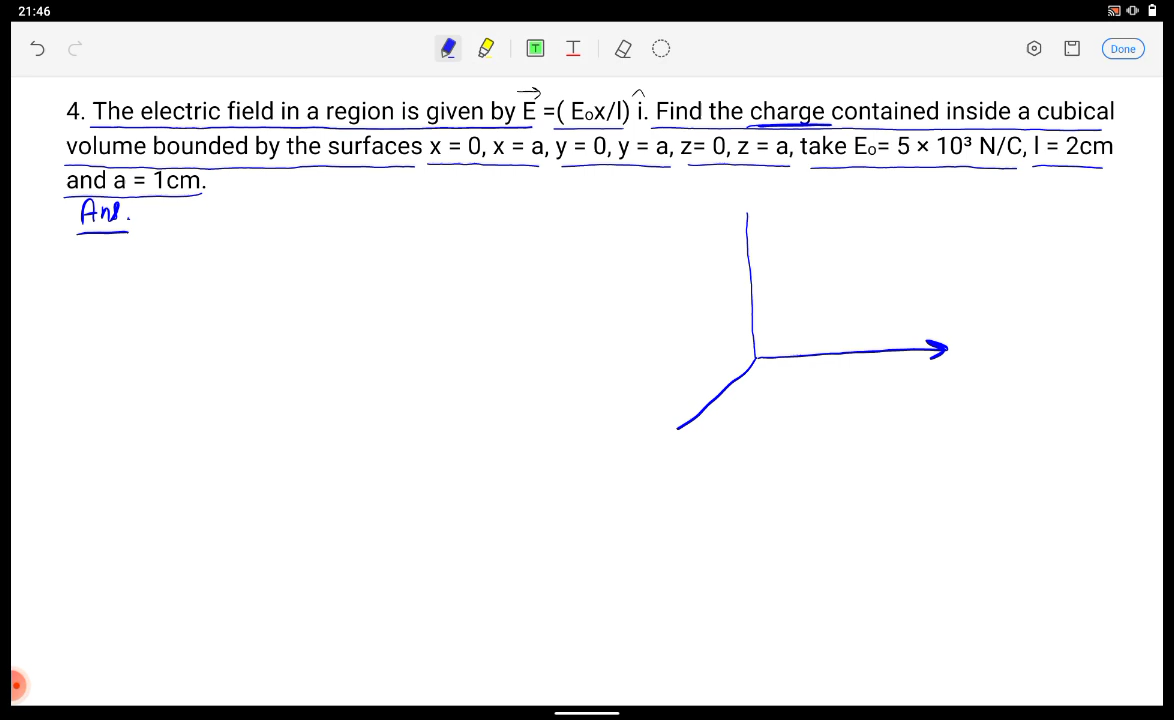 21:46
Done
4. The electric field in a region is given by E⃗ =( E₀x/l) î. Find the charge contained inside a cubical
volume bounded by the surfaces x = 0, x = a, y = 0, y = a, z= 0, z = a, take E₀= 5 × 10³ N/C, l = 2cm
and a = 1cm.
Ans.